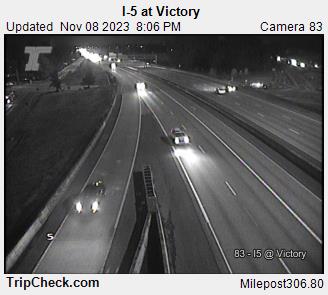 I-5 at Victory
Updated Nov 08 2023 8:06 PM Camera 83
S
83 - I5 @ Victory
TripCheck.com Milepost306.80